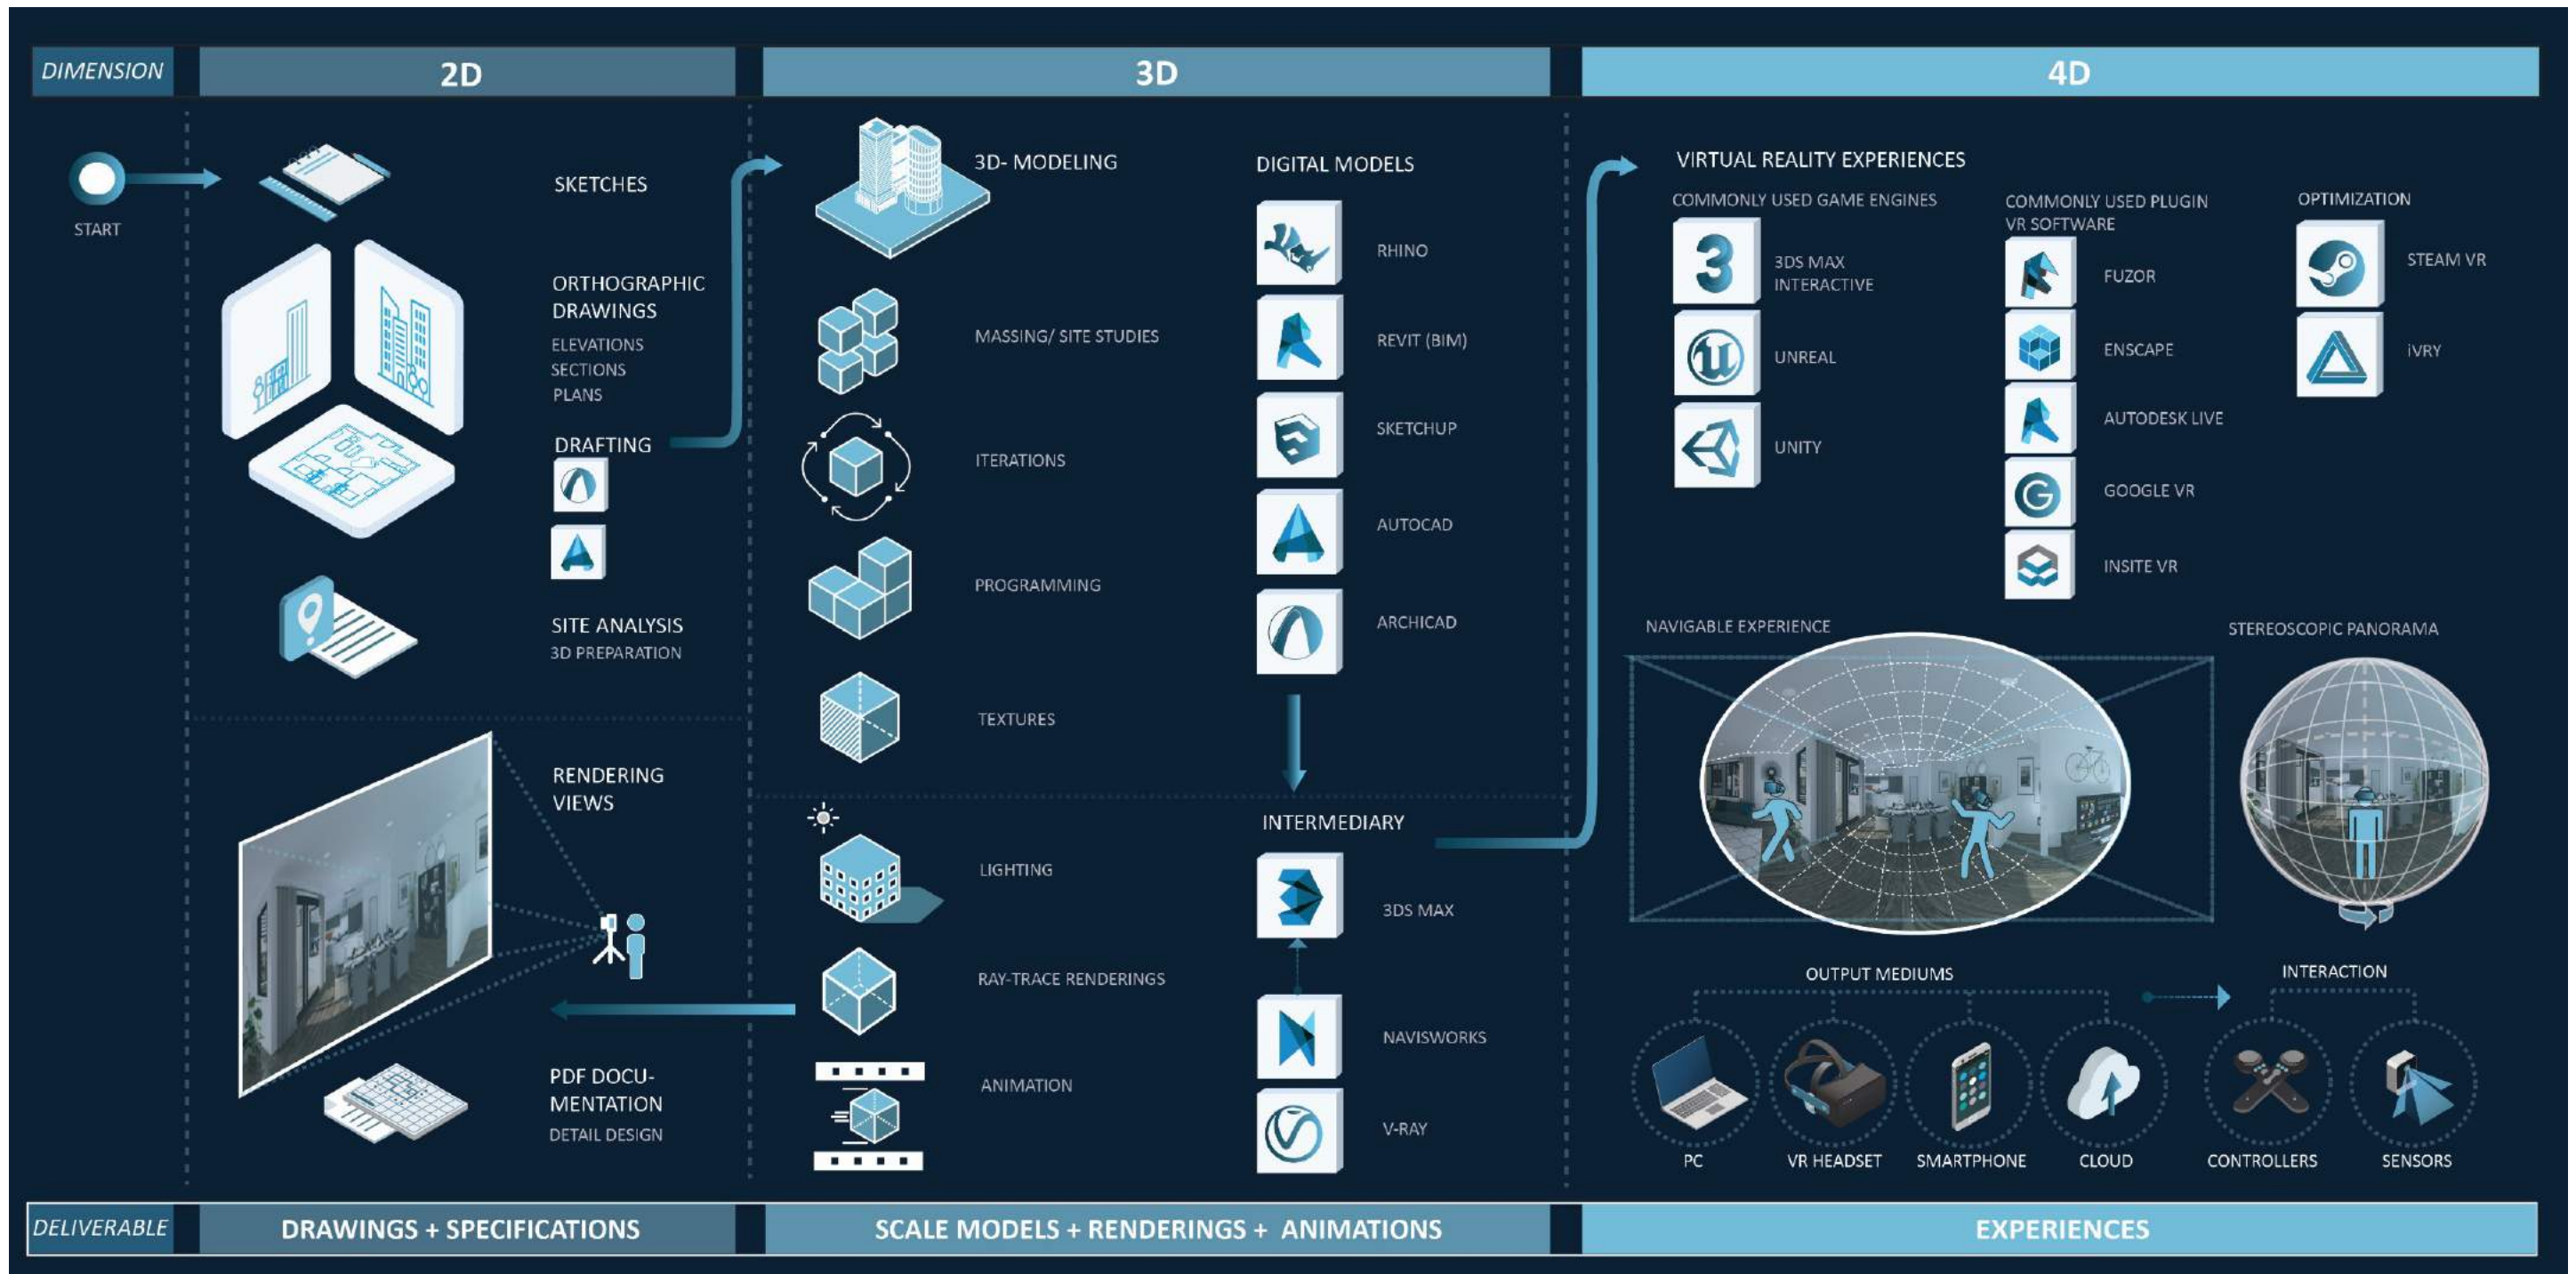 DIMENSION
2D
3D
4D
START
SKETCHES
ORTHOGRAPHIC
DRAWINGS
ELEVATIONS
SECTIONS
PLANS
DRAFTING
SITE ANALYSIS
3D PREPARATION
RENDERING
VIEWS
PDF DOCU-
MENTATION
DETAIL DESIGN
3D- MODELING
MASSING/ SITE STUDIES
ITERATIONS
PROGRAMMING
TEXTURES
LIGHTING
RAY-TRACE RENDERINGS
ANIMATION
DIGITAL MODELS
RHINO
REVIT (BIM)
SKETCHUP
AUTOCAD
ARCHICAD
INTERMEDIARY
3DS MAX
NAVISWORKS
V-RAY
VIRTUAL REALITY EXPERIENCES
COMMONLY USED GAME ENGINES
3DS MAX
INTERACTIVE
UNREAL
UNITY
COMMONLY USED PLUGIN
VR SOFTWARE
FUZOR
ENSCAPE
AUTODESK LIVE
GOOGLE VR
INSITE VR
OPTIMIZATION
STEAM VR
iVRY
NAVIGABLE EXPERIENCE
STEREOSCOPIC PANORAMA
OUTPUT MEDIUMS
INTERACTION
PC
VR HEADSET
SMARTPHONE
CLOUD
CONTROLLERS
SENSORS
DELIVERABLE
DRAWINGS + SPECIFICATIONS
SCALE MODELS + RENDERINGS + ANIMATIONS
EXPERIENCES